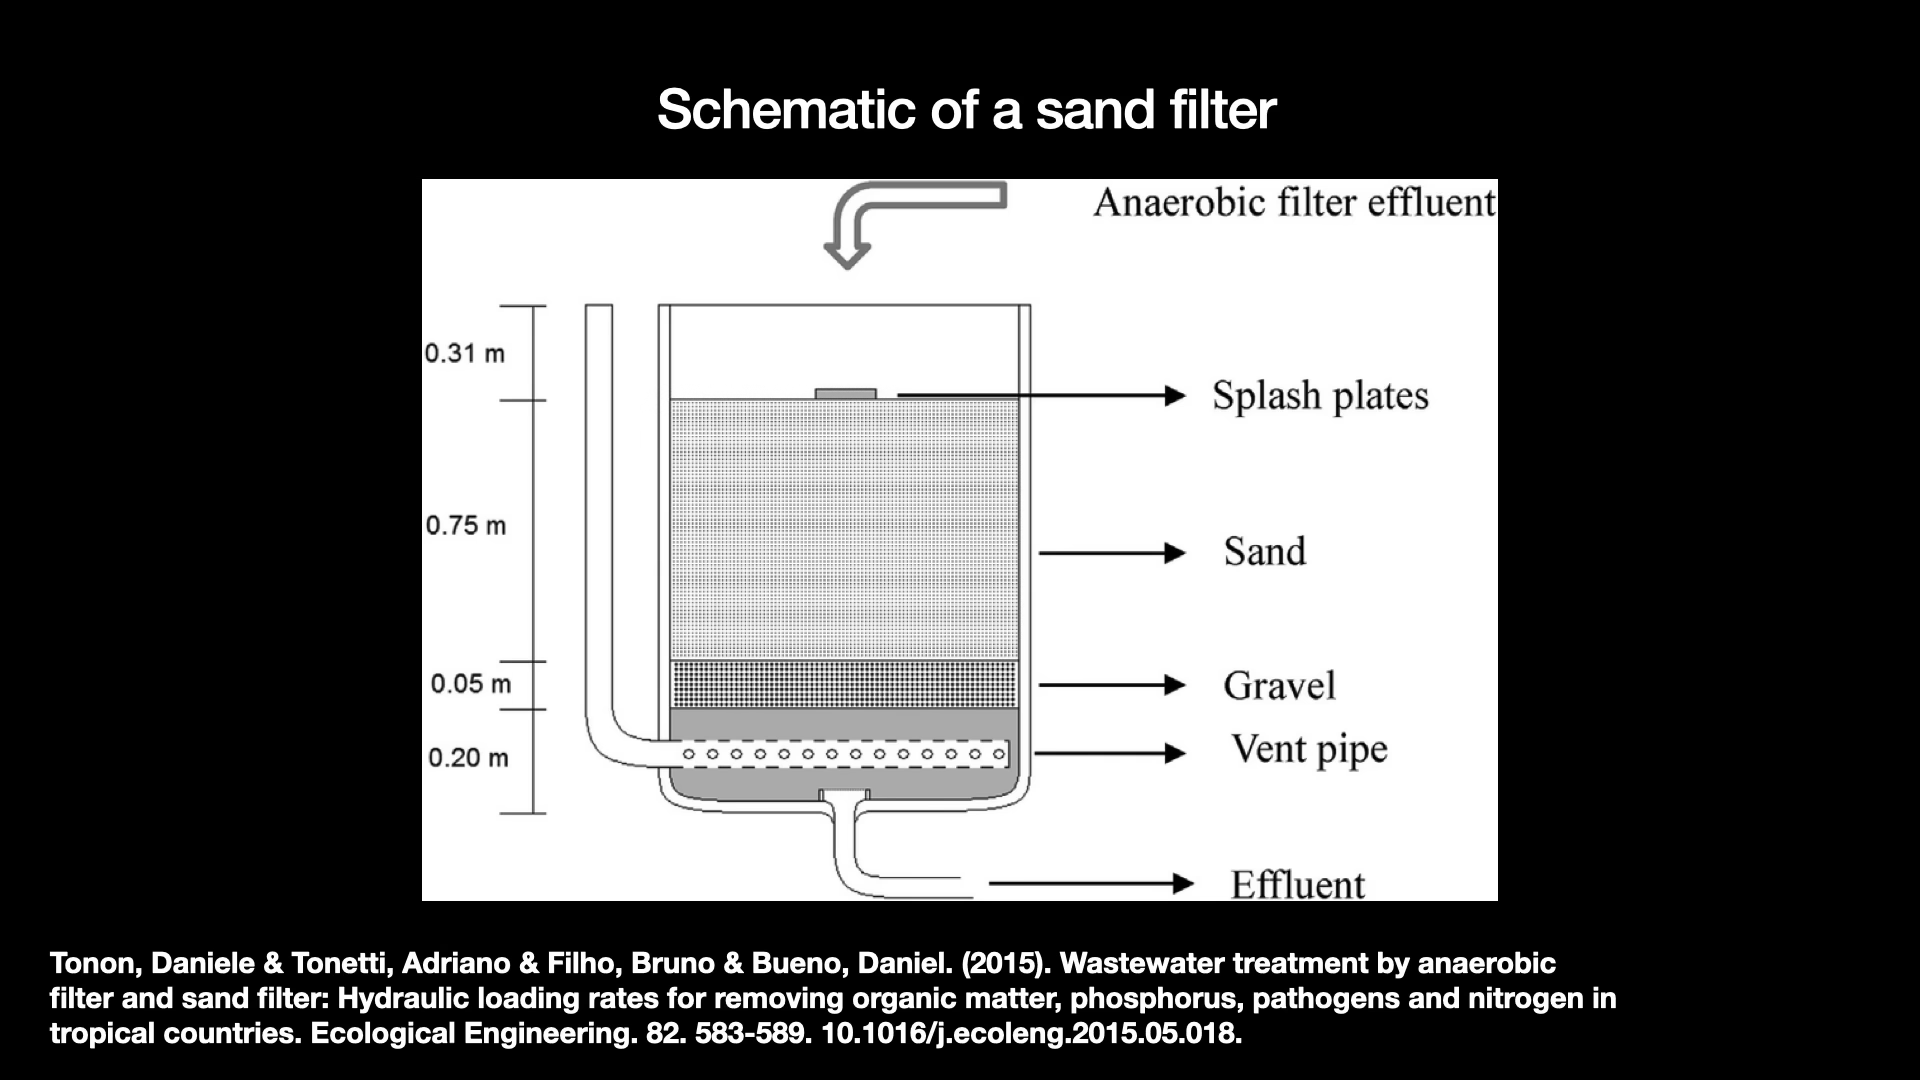 Schematic of a sand filter
Anaerobic filter effluent
0.31 m
Splash plates
0.75 m
Sand
0.05 m
Gravel
Vent pipe
0.20 m
Effluent
Tonon, Daniele & Tonetti, Adriano & Filho, Bruno & Bueno, Daniel. (2015). Wastewater treatment by anaerobic
filter and sand filter: Hydraulic loading rates for removing organic matter, phosphorus, pathogens and nitrogen in
tropical countries. Ecological Engineering. 82. 583-589. 10.1016/j.ecoleng.2015.05.018.